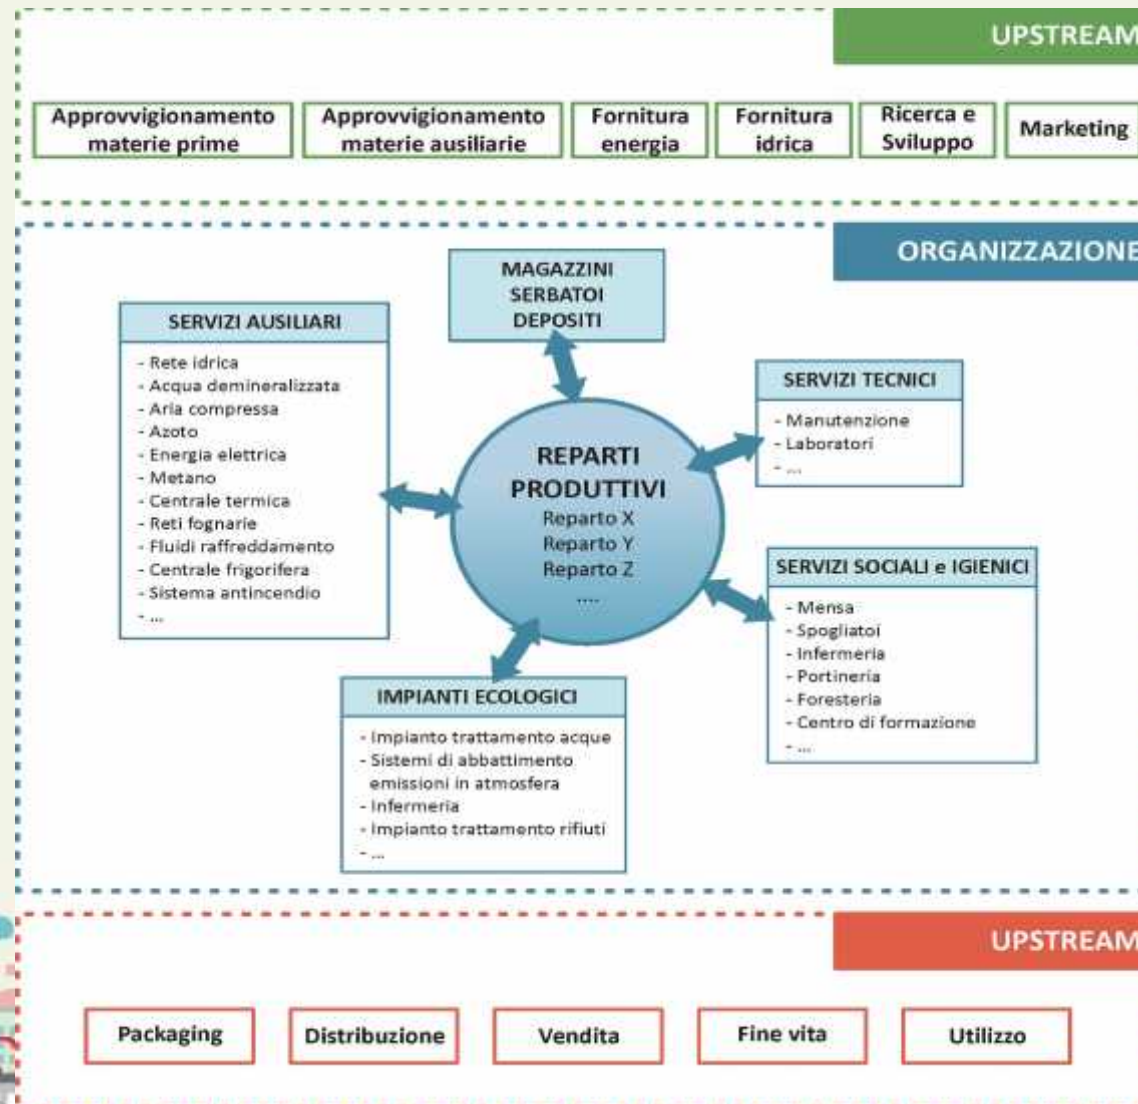 UPSTREAM
Approvvigionamento
materie prime
Approvvigionamento
materie ausiliarie
Fornitura
energia
Fornitura
idrica
Ricerca e
Sviluppo
Marketing
ORGANIZZAZIONE
MAGAZZINI
SERBATOI
DEPOSITI
SERVIZI AUSILIARI
- Rete idrica
- Acqua demineralizzata
- Aria compressa
- Azoto
- Energia elettrica
- Metano
- Centrale termica
- Reti fognarie
- Fluidi raffreddamento
- Centrale frigorifera
- Sistema antincendio
- ...
SERVIZI TECNICI
- Manutenzione
- Laboratori
- ...
REPARTI
PRODUTTIVI
Reparto X
Reparto Y
Reparto Z
....
SERVIZI SOCIALI e IGIENICI
- Mensa
- Spogliatoi
- Infermeria
- Portineria
- Foresteria
- Centro di formazione
- ...
IMPIANTI ECOLOGICI
- Impianto trattamento acque
- Sistemi di abbattimento
emissioni in atmosfera
- Infermeria
- Impianto trattamento rifiuti
- ...
UPSTREAM
Packaging
Distribuzione
Vendita
Fine vita
Utilizzo